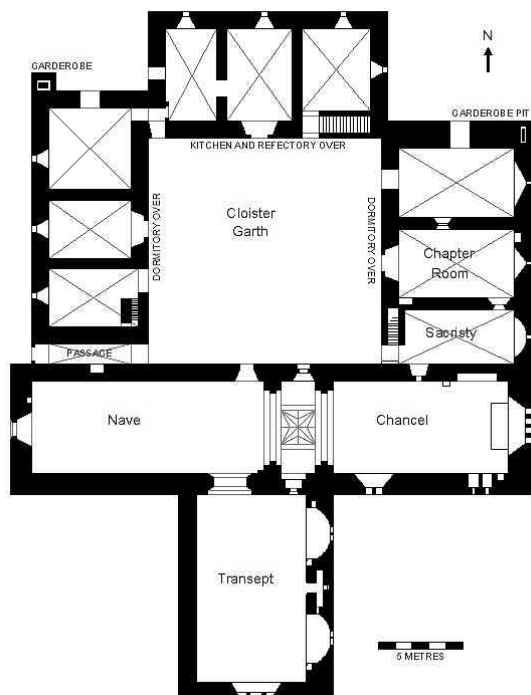 N
GARDEROBE
GARDEROBE PIT
KITCHEN AND REFECTORY OVER
DORMITORY OVER
Cloister
Garth
DORMITORY OVER
Chapter
Room
Sacristy
PASSAGE
Nave
Chancel
Transept
5 METRES